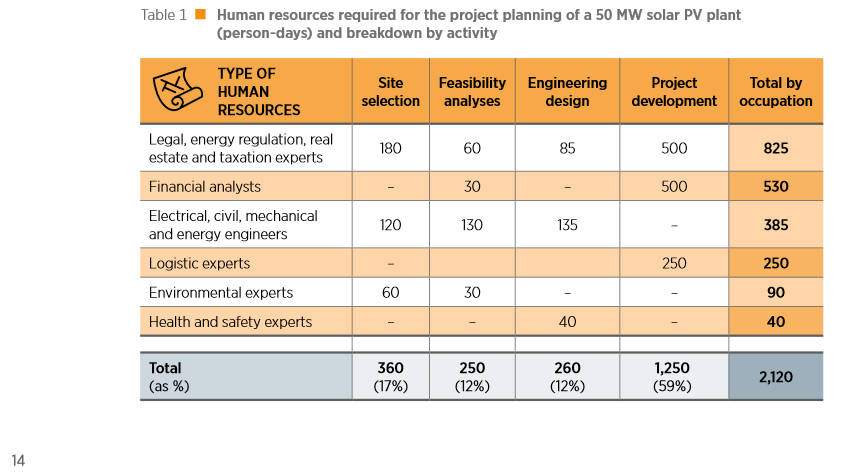 Table 1 ■ Human resources required for the project planning of a 50 MW solar PV plant
(person-days) and breakdown by activity
TYPE OF
HUMAN
RESOURCES
Site
selection
Feasibility
analyses
Engineering
design
Project
development
Total by
occupation
Legal, energy regulation, real
estate and taxation experts
180 60 85 500 825
Financial analysts – 30 – 500 530
Electrical, civil, mechanical
and energy engineers
120 130 135 – 385
Logistic experts – 250 250
Environmental experts 60 30 – – 90
Health and safety experts – – 40 – 40
Total
(as %)
360
(17%)
250
(12%)
260
(12%)
1,250
(59%)
2,120
14